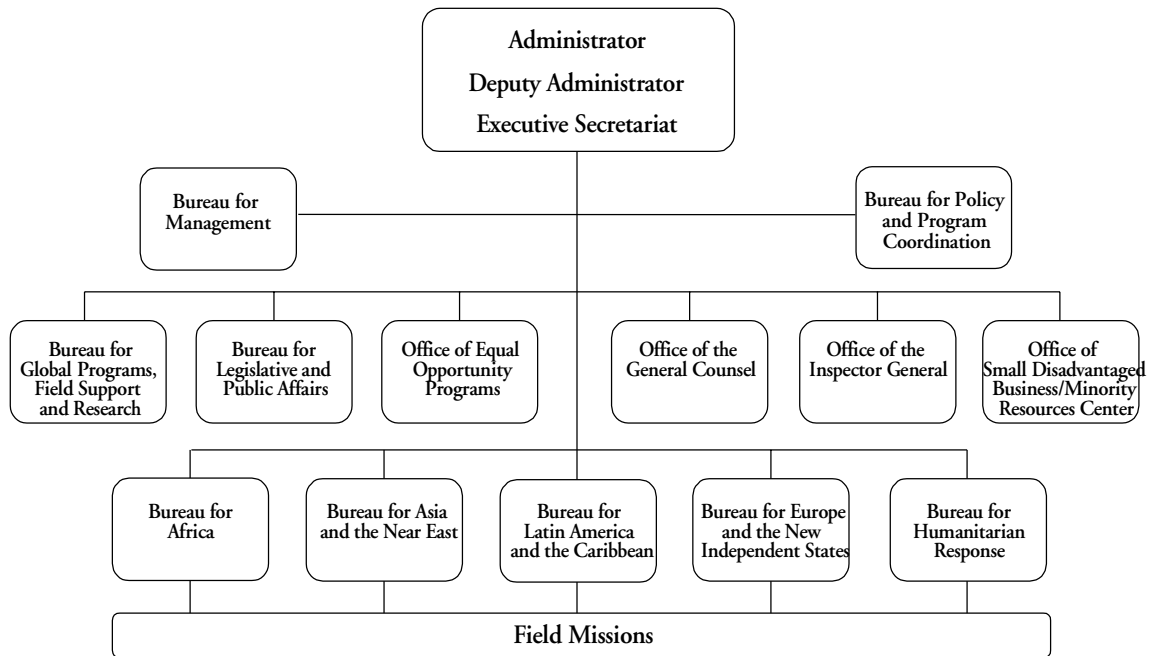 Administrator
Deputy Administrator
Executive Secretariat
Bureau for
Management
Bureau for Policy
and Program
Coordination
Bureau for
Global Programs,
Field Support
and Research
Bureau for
Legislative and
Public Affairs
Office of Equal
Opportunity
Programs
Office of the
General Counsel
Office of the
Inspector General
Office of
Small Disadvantaged
Business/Minority
Resources Center
Bureau for
Africa
Bureau for Asia
and the Near East
Bureau for
Latin America
and the Caribbean
Bureau for Europe
and the New
Independent States
Bureau for
Humanitarian
Response
Field Missions